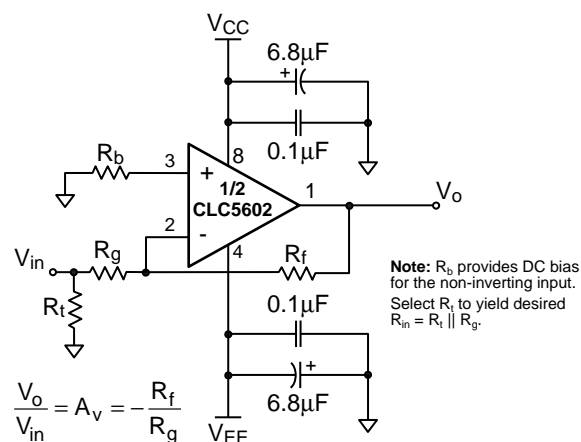 V_CC
6.8µF
+
0.1µF
R_b
3
8
+
1/2
CLC5602
1
V_o
2
-
4
V_in
R_g
R_f
R_t
Note: R_b provides DC bias
for the non-inverting input.
Select R_t to yield desired
R_in = R_t || R_g.
0.1µF
+
6.8µF
V_EE
V_o/V_in = A_v = −R_f/R_g